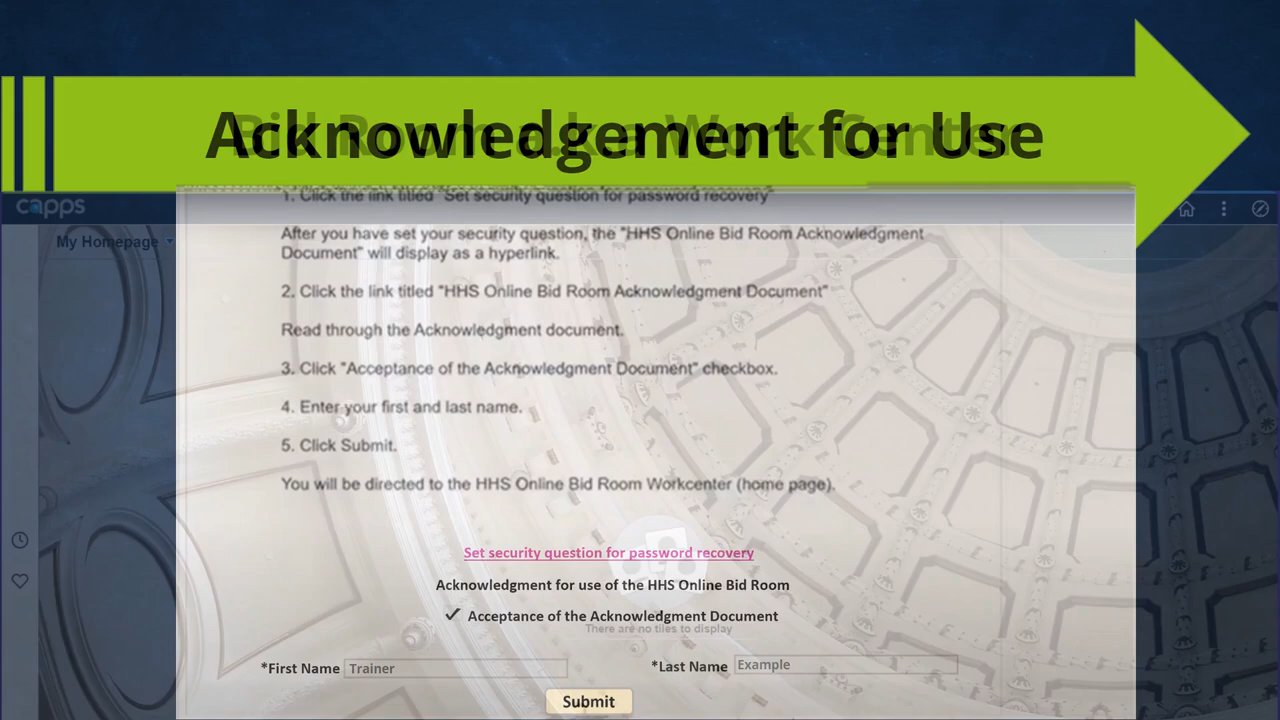 Acknowledgement for Use
Bid Room a.k.a Work Center
capps
My Homepage
1. Click the link titled "Set security question for password recovery"
After you have set your security question, the "HHS Online Bid Room Acknowledgment
Document" will display as a hyperlink.
2. Click the link titled "HHS Online Bid Room Acknowledgment Document"
Read through the Acknowledgment document.
3. Click "Acceptance of the Acknowledgment Document" checkbox.
4. Enter your first and last name.
5. Click Submit.
You will be directed to the HHS Online Bid Room Workcenter (home page).
Set security question for password recovery
Acknowledgment for use of the HHS Online Bid Room
Acceptance of the Acknowledgment Document
There are no tiles to display
*First Name Trainer *Last Name Example
Submit